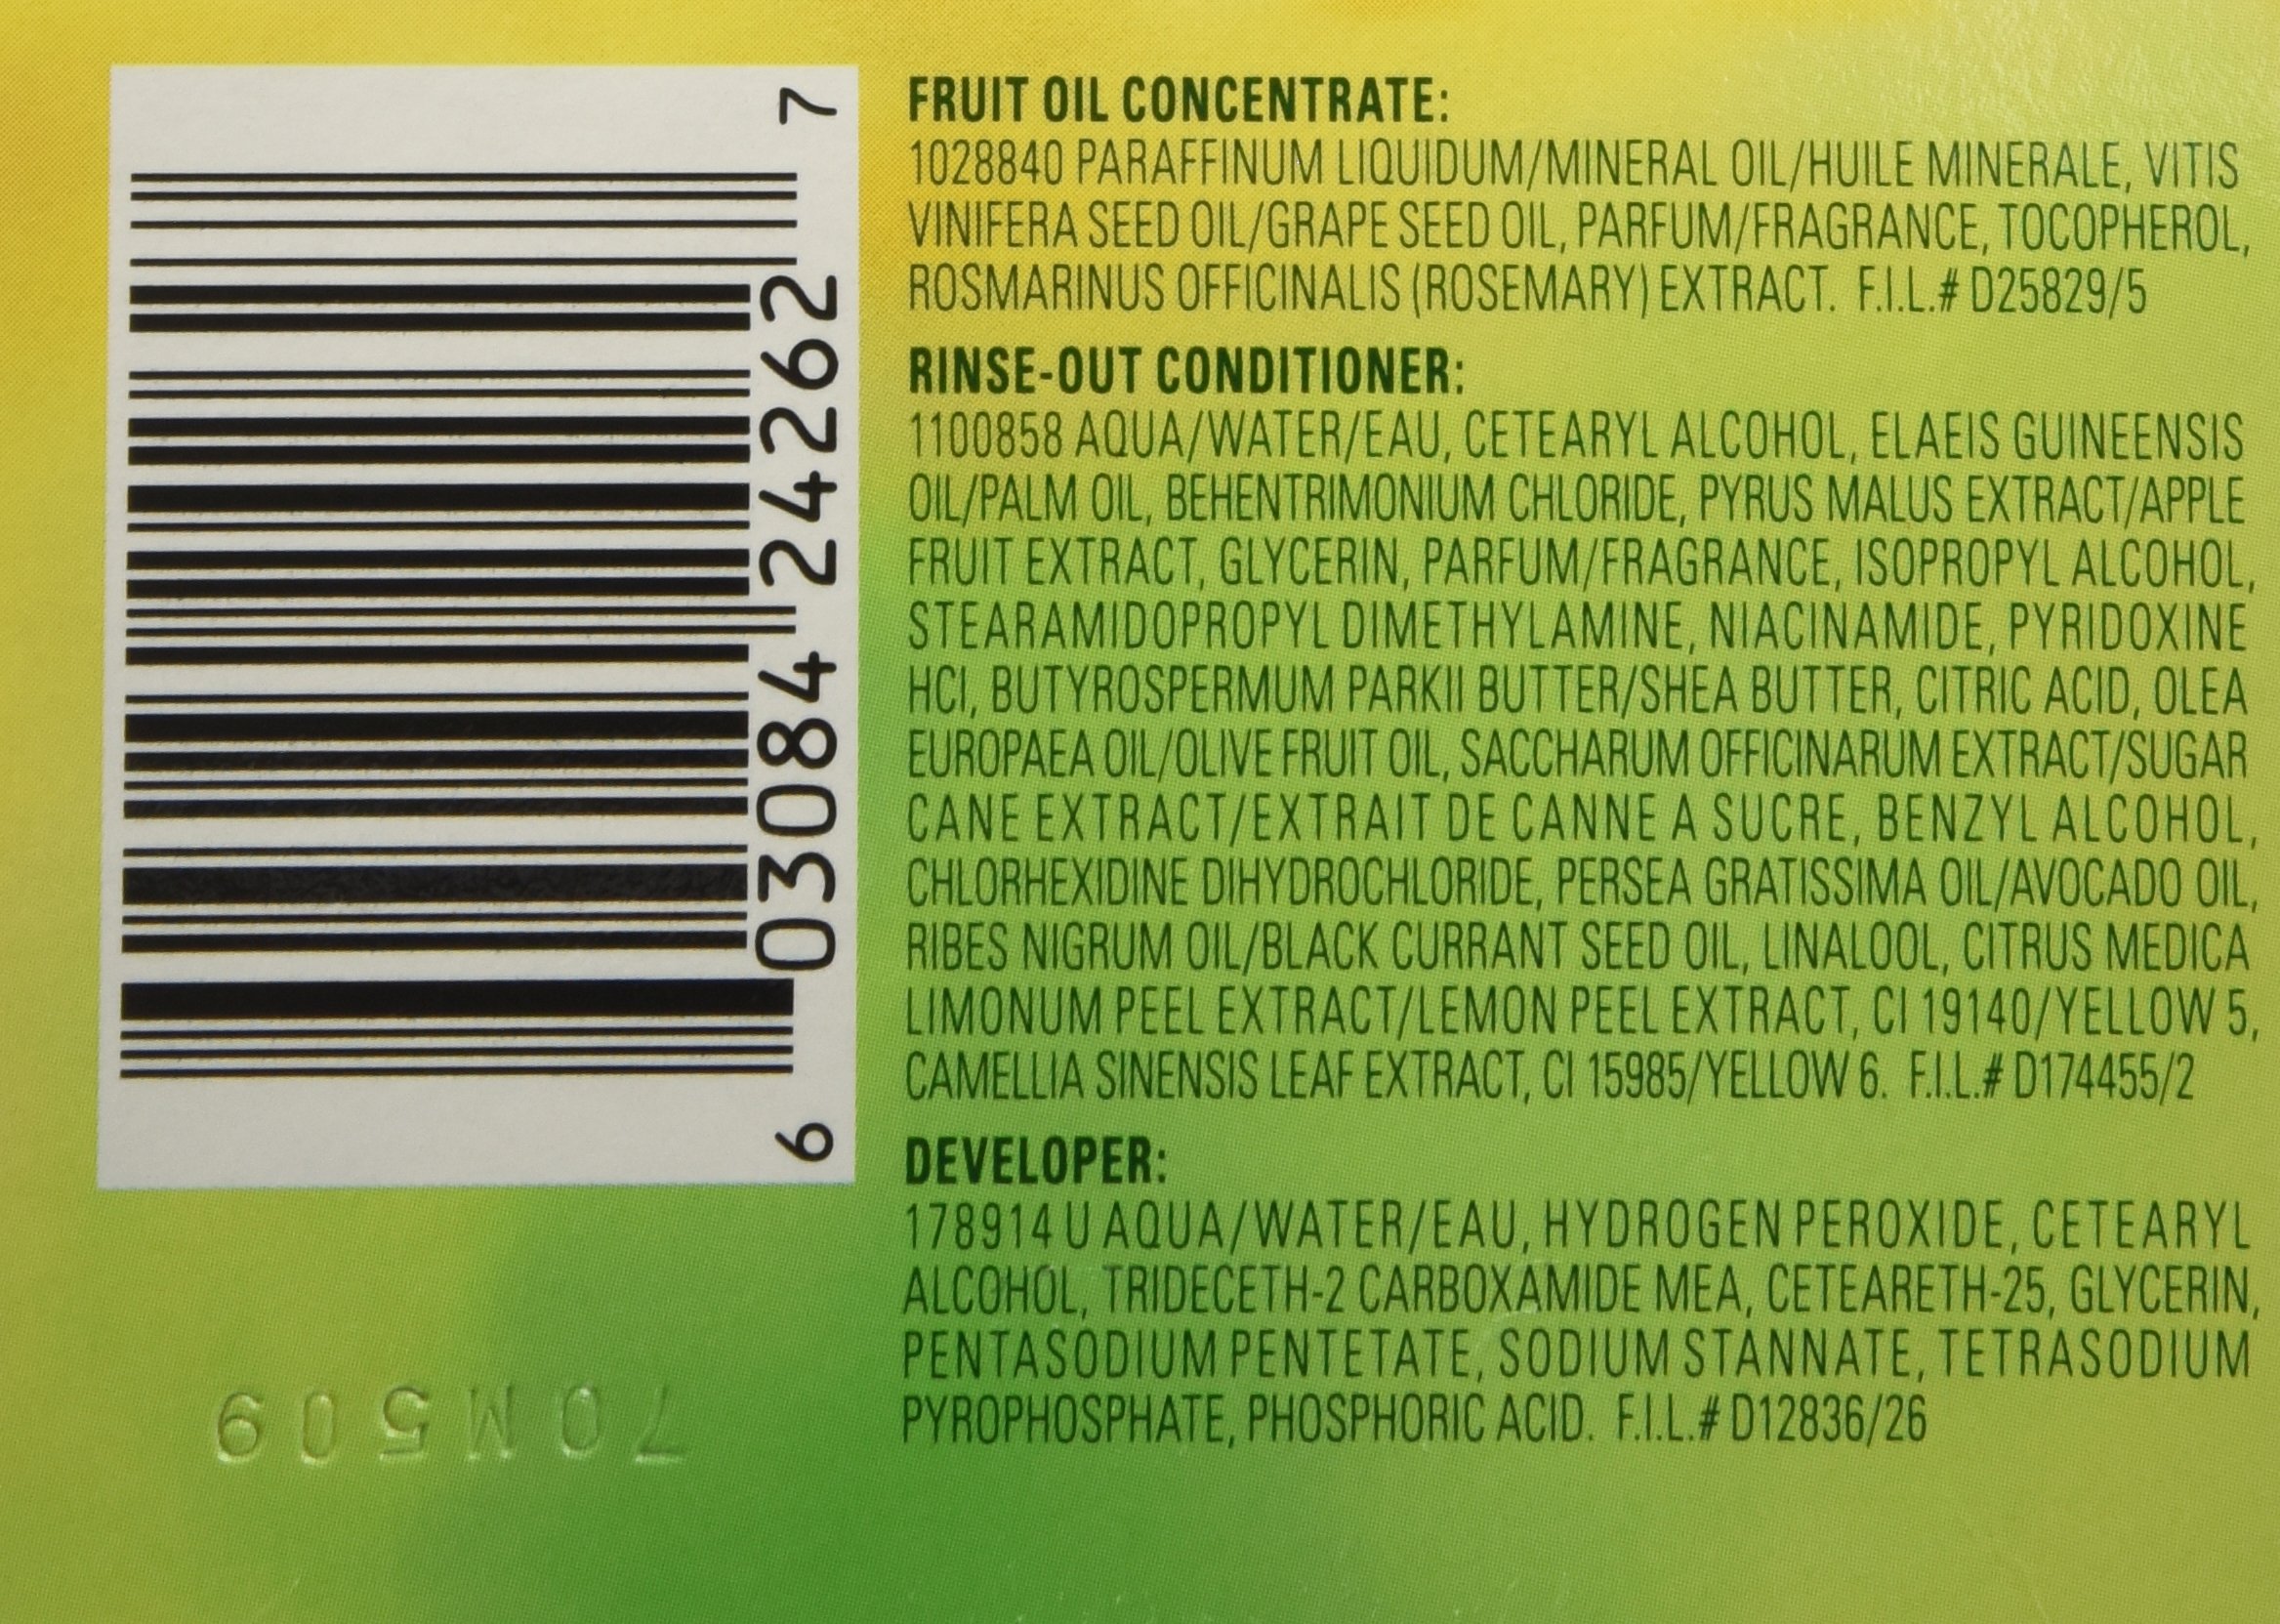 6 03084 24262 7
FRUIT OIL CONCENTRATE:
1028840 PARAFFINUM LIQUIDUM/MINERAL OIL/HUILE MINERALE, VITIS
VINIFERA SEED OIL/GRAPE SEED OIL, PARFUM/FRAGRANCE, TOCOPHEROL,
ROSMARINUS OFFICINALIS (ROSEMARY) EXTRACT. F.I.L.# D25829/5
RINSE-OUT CONDITIONER:
1100858 AQUA/WATER/EAU, CETEARYL ALCOHOL, ELAEIS GUINEENSIS
OIL/PALM OIL, BEHENTRIMONIUM CHLORIDE, PYRUS MALUS EXTRACT/APPLE
FRUIT EXTRACT, GLYCERIN, PARFUM/FRAGRANCE, ISOPROPYL ALCOHOL,
STEARAMIDOPROPYL DIMETHYLAMINE, NIACINAMIDE, PYRIDOXINE
HCI, BUTYROSPERMUM PARKII BUTTER/SHEA BUTTER, CITRIC ACID, OLEA
EUROPAEA OIL/OLIVE FRUIT OIL, SACCHARUM OFFICINARUM EXTRACT/SUGAR
CANE EXTRACT/EXTRAIT DE CANNE A SUCRE, BENZYL ALCOHOL,
CHLORHEXIDINE DIHYDROCHLORIDE, PERSEA GRATISSIMA OIL/AVOCADO OIL,
RIBES NIGRUM OIL/BLACK CURRANT SEED OIL, LINALOOL, CITRUS MEDICA
LIMONUM PEEL EXTRACT/LEMON PEEL EXTRACT, CI 19140/YELLOW 5,
CAMELLIA SINENSIS LEAF EXTRACT, CI 15985/YELLOW 6. F.I.L.# D174455/2
DEVELOPER:
178914 U AQUA/WATER/EAU, HYDROGEN PEROXIDE, CETEARYL
ALCOHOL, TRIDECETH-2 CARBOXAMIDE MEA, CETEARETH-25, GLYCERIN,
PENTASODIUM PENTETATE, SODIUM STANNATE, TETRASODIUM
PYROPHOSPHATE, PHOSPHORIC ACID. F.I.L.# D12836/26
70M509